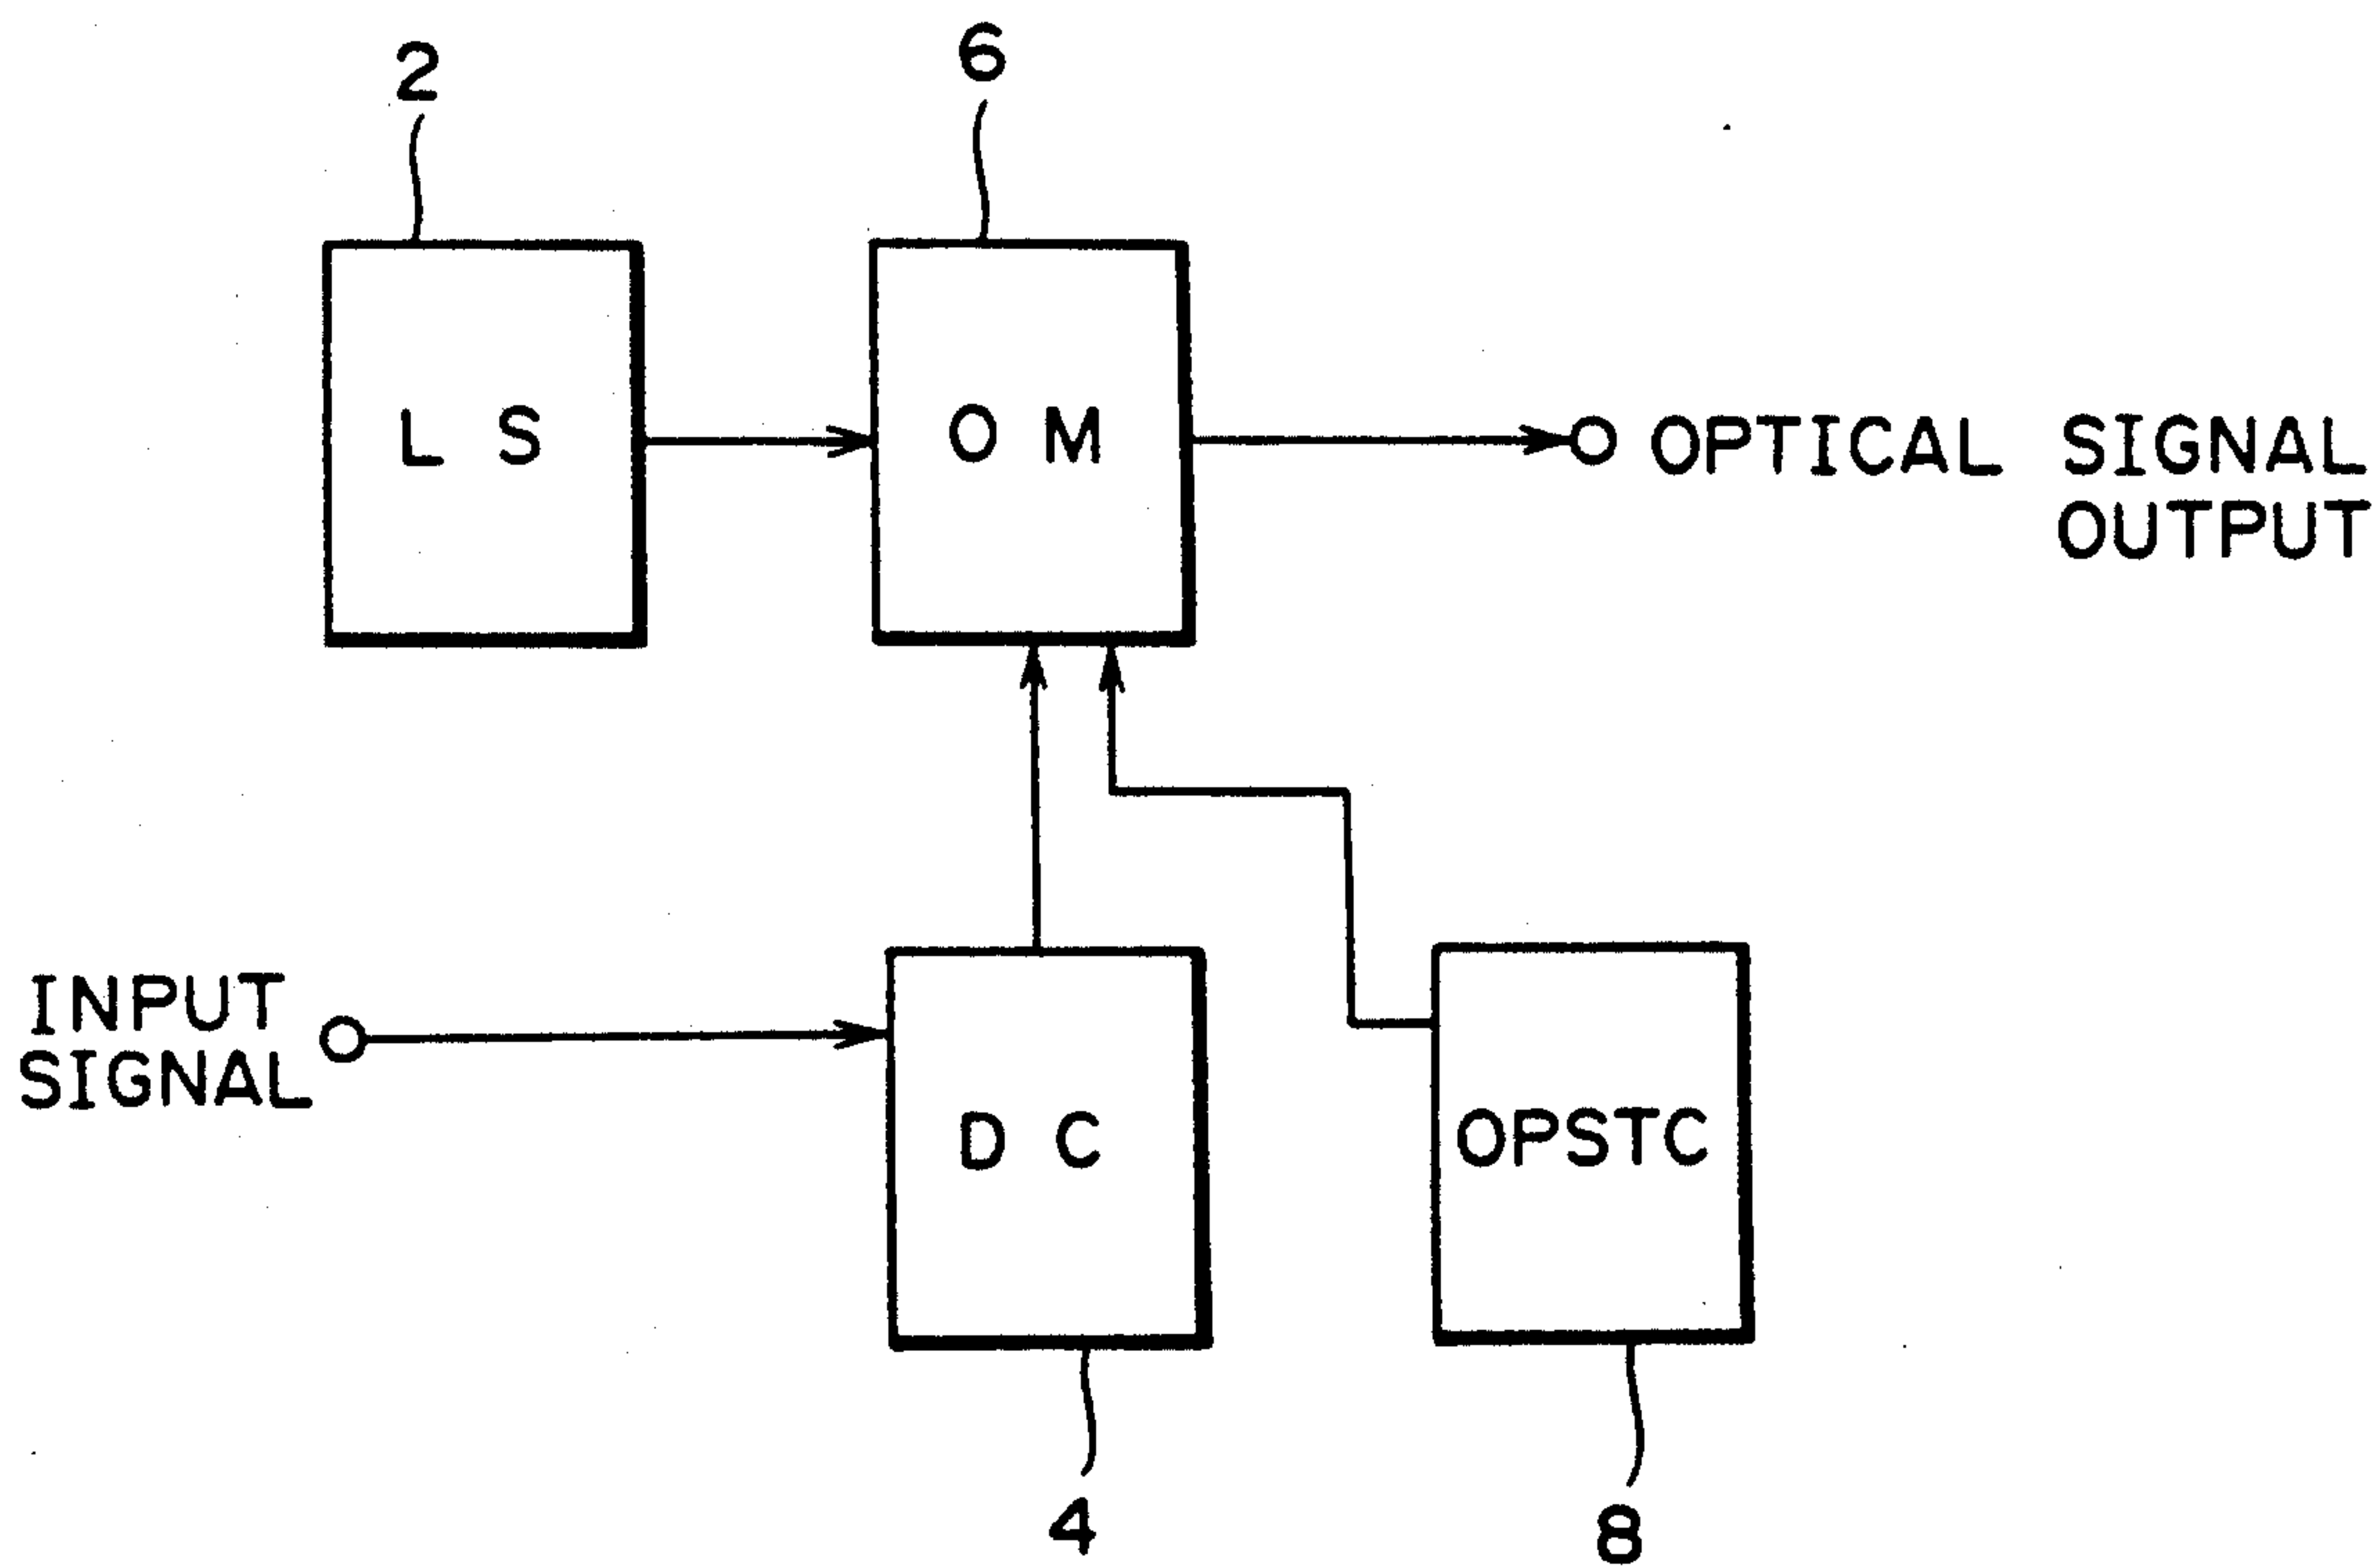 2
6
L S
O M
OPTICAL SIGNAL
OUTPUT
INPUT
SIGNAL
D C
OPSTC
4
8